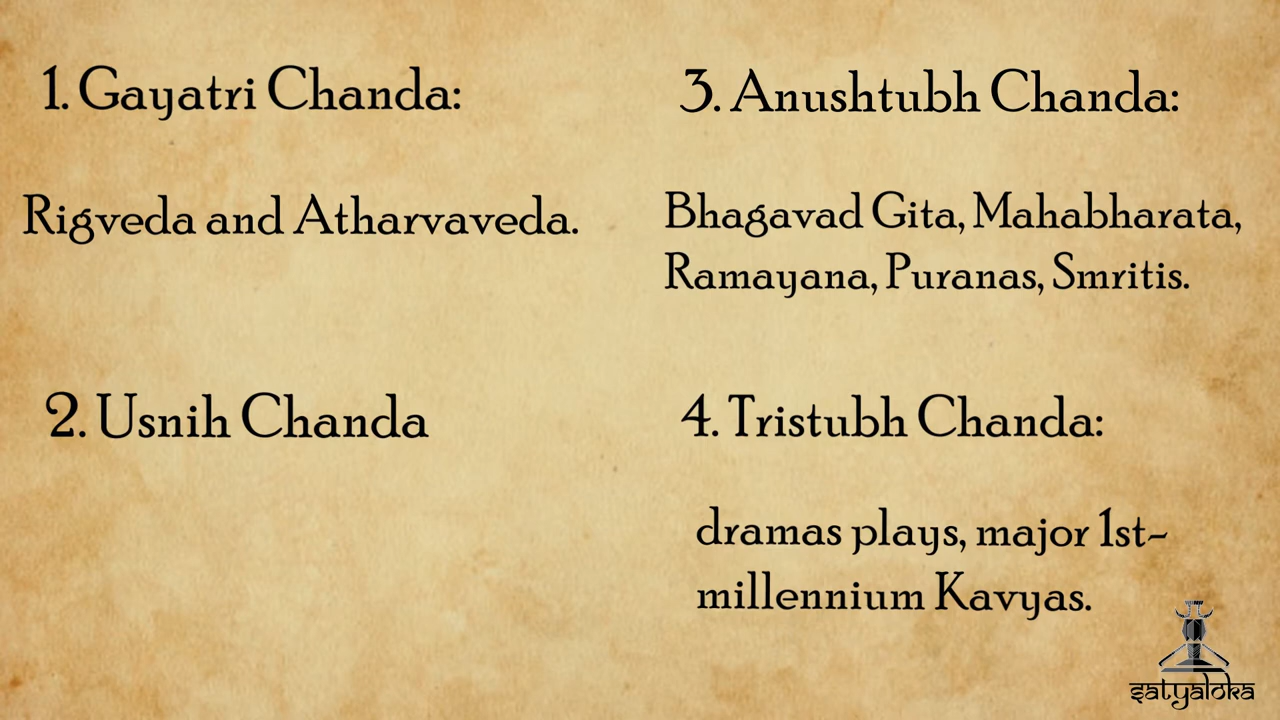 1. Gayatri Chanda:
Rigveda and Atharvaveda.
2. Usnih Chanda
3. Anushtubh Chanda:
Bhagavad Gita, Mahabharata,
Ramayana, Puranas, Smritis.
4. Tristubh Chanda:
dramas plays, major 1st-
millennium Kavyas.
satyaloka